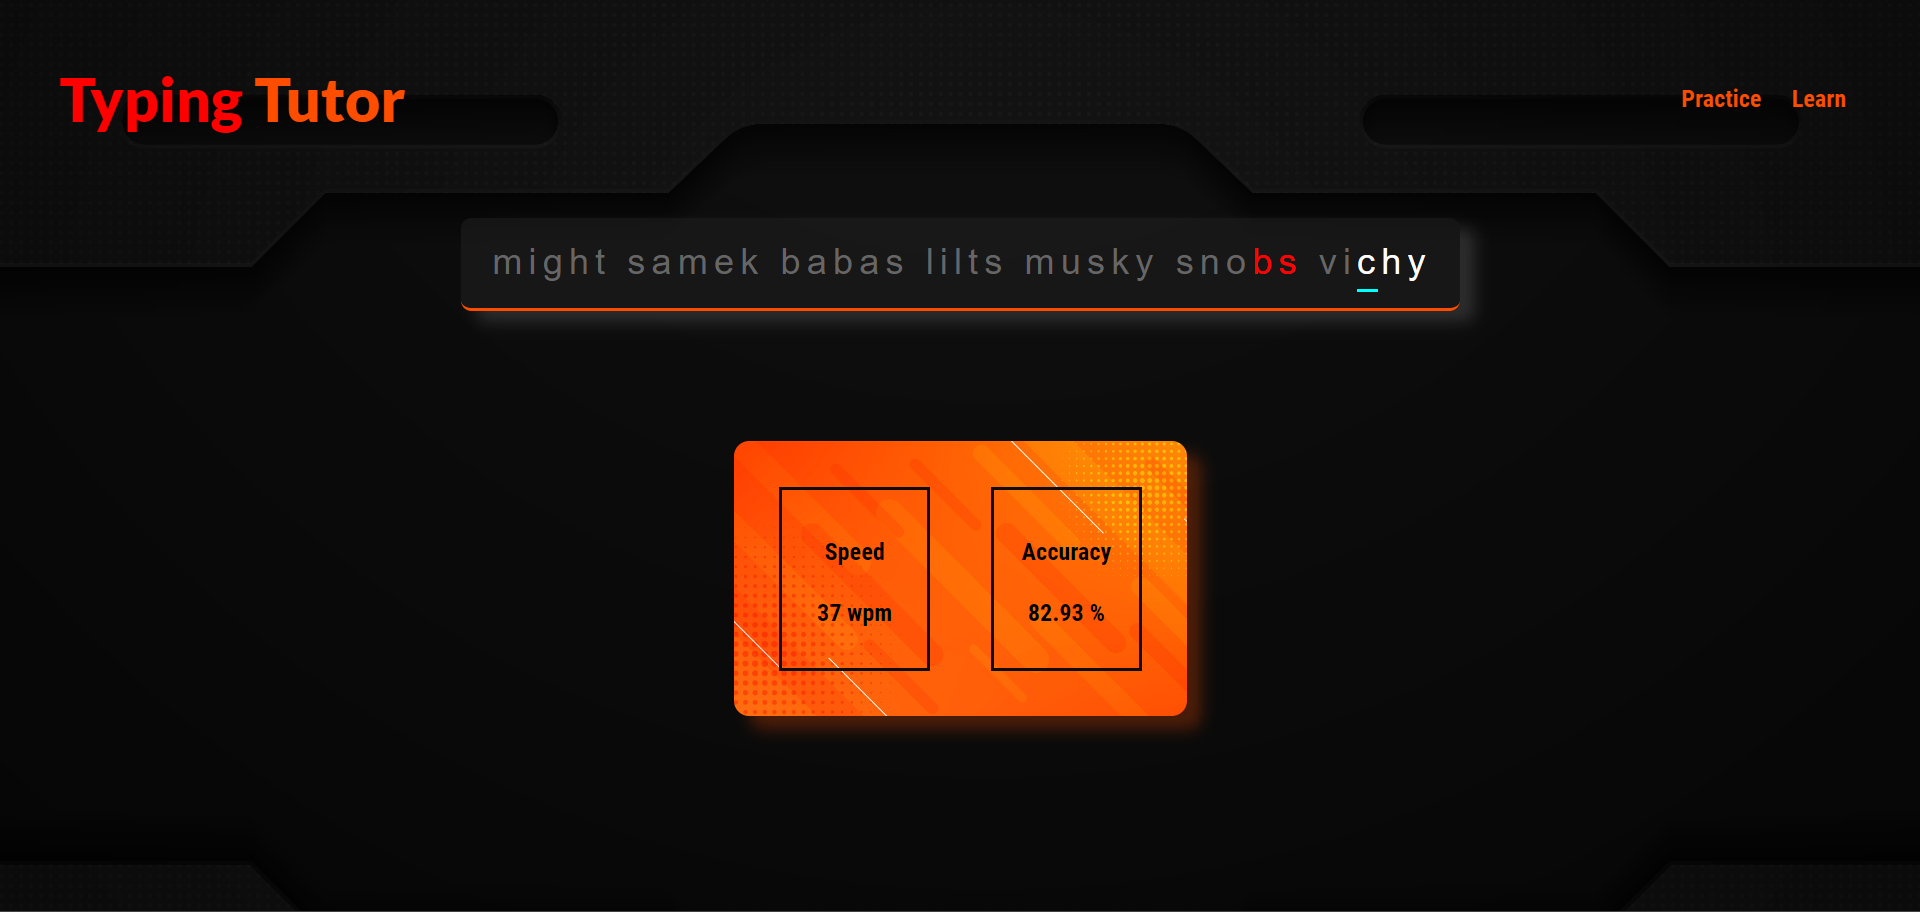 Typing Tutor
Practice Learn
might samek babas lilts musky snobs vichy
Speed
37 wpm
Accuracy
82.93 %